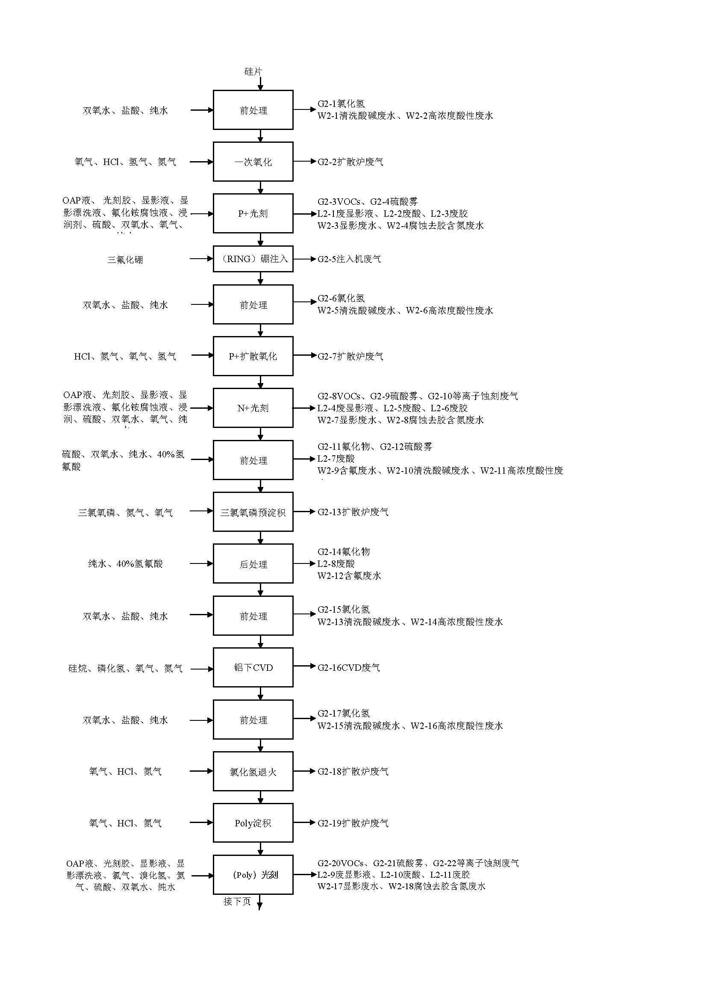 硅片
双氧水、盐酸、纯水
前处理
G2-1氯化氢
W2-1清洗酸碱废水、W2-2高浓度酸性废水
氧气、HCl、氢气、氮气
一次氧化
G2-2扩散炉废气
OAP液、 光刻胶、显影液、显
影漂洗液、氟化铵腐蚀液、浸
润剂、硫酸、双氧水、氧气、
P+光刻
G2-3VOCs、G2-4硫酸雾
L2-1废显影液、L2-2废酸、L2-3废胶
W2-3显影废水、W2-4腐蚀去胶含氮废水
三氟化硼
（RING）硼注入
G2-5注入机废气
双氧水、盐酸、纯水
前处理
G2-6氯化氢
W2-5清洗酸碱废水、W2-6高浓度酸性废水
HCl、氮气、氧气、氢气
P+扩散氧化
G2-7扩散炉废气
OAP液、光刻胶、显影液、显
影漂洗液、氟化铵腐蚀液、浸
润、硫酸、双氧水、氧气、纯
N+光刻
G2-8VOCs、G2-9硫酸雾、G2-10等离子蚀刻废气
L2-4废显影液、L2-5废酸、L2-6废胶
W2-7显影废水、W2-8腐蚀去胶含氮废水
硫酸、双氧水、纯水、40%氢
氟酸
前处理
G2-11氟化物、G2-12硫酸雾
L2-7废酸
W2-9含氟废水、W2-10清洗酸碱废水、W2-11高浓度酸性废
三氯氧磷、氮气、氧气
三氯氧磷预淀积
G2-13扩散炉废气
纯水、40%氢氟酸
后处理
G2-14氟化物
L2-8废酸
W2-12含氟废水
双氧水、盐酸、纯水
前处理
G2-15氯化氢
W2-13清洗酸碱废水、W2-14高浓度酸性废水
硅烷、磷化氢、氧气、氮气
铝下CVD
G2-16CVD废气
双氧水、盐酸、纯水
前处理
G2-17氯化氢
W2-15清洗酸碱废水、W2-16高浓度酸性废水
氧气、HCl、氮气
氯化氢退火
G2-18扩散炉废气
氧气、HCl、氮气
Poly淀积
G2-19扩散炉废气
OAP液、光刻胶、显影液、显
影漂洗液、氯气、溴化氢、氦
气、硫酸、双氧水、纯水
（Poly）光刻
G2-20VOCs、G2-21硫酸雾、G2-22等离子蚀刻废气
L2-9废显影液、L2-10废酸、L2-11废胶
W2-17显影废水、W2-18腐蚀去胶含氮废水
接下页